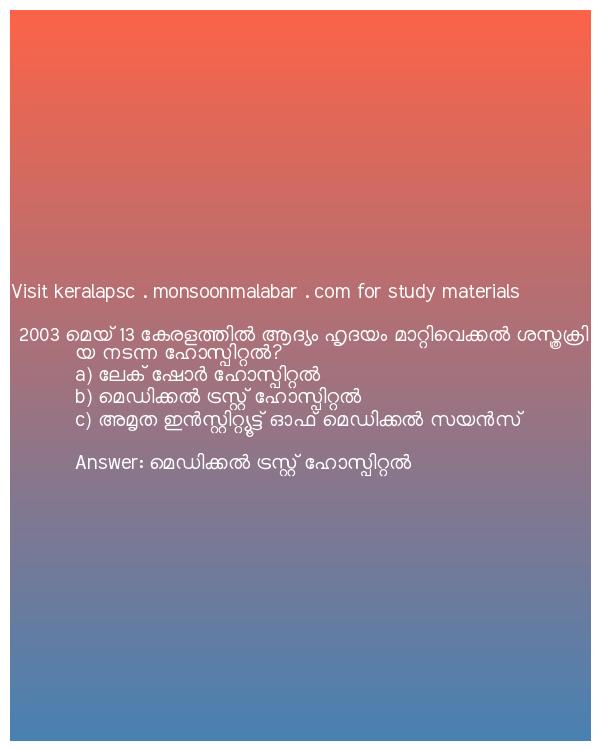 Visit keralapsc . monsoonmalabar . com for study materials
2003 മെയ് 13 കേരളത്തിൽ ആദ്യം ഹൃദയം മാറ്റിവെക്കൽ ശസ്ത്രക്രി
യ നടന്ന ഹോസ്പിറ്റൽ?
a) ലേക് ഷോർ ഹോസ്പിറ്റൽ
b) മെഡിക്കൽ ട്രസ്റ്റ് ഹോസ്പിറ്റൽ
c) അമൃത ഇൻസ്റ്റിറ്റ്യൂട്ട് ഓഫ് മെഡിക്കൽ സയൻസ്
Answer: മെഡിക്കൽ ട്രസ്റ്റ് ഹോസ്പിറ്റൽ